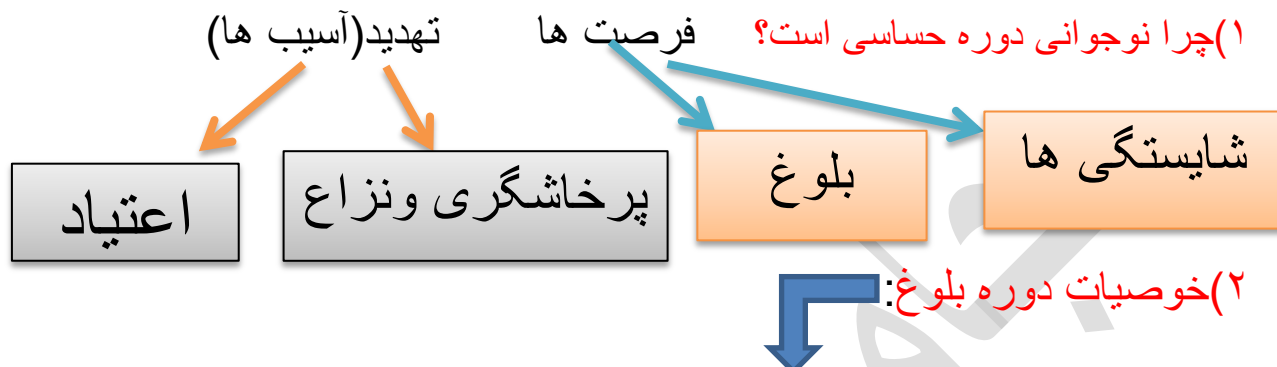 ۱)چرا نوجوانی دوره حساسی است؟ فرصت ها تهدید(آسیب ها)
شایستگی ها
بلوغ
پرخاشگری ونزاع
اعتیاد
۲)خوصیات دوره بلوغ: